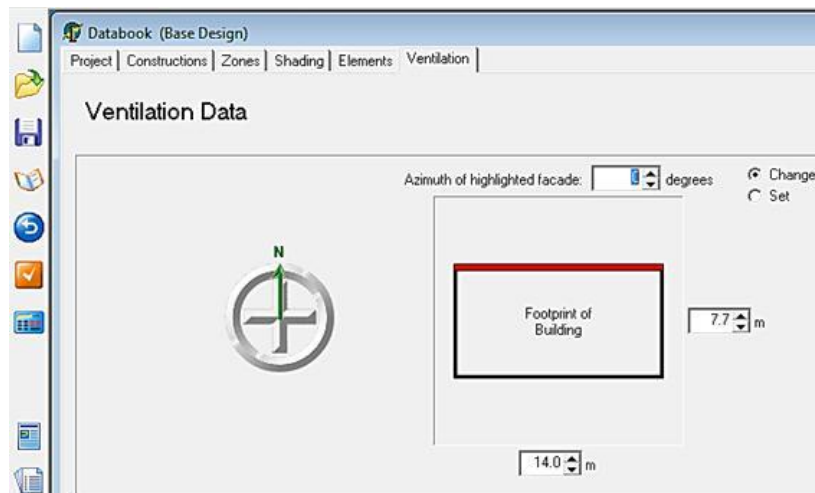 Databook (Base Design)
Project Constructions Zones Shading Elements Ventilation
Ventilation Data
Azimuth of highlighted facade: 0 degrees
Change
Set
N
Footprint of
Building
7.7 m
14.0 m